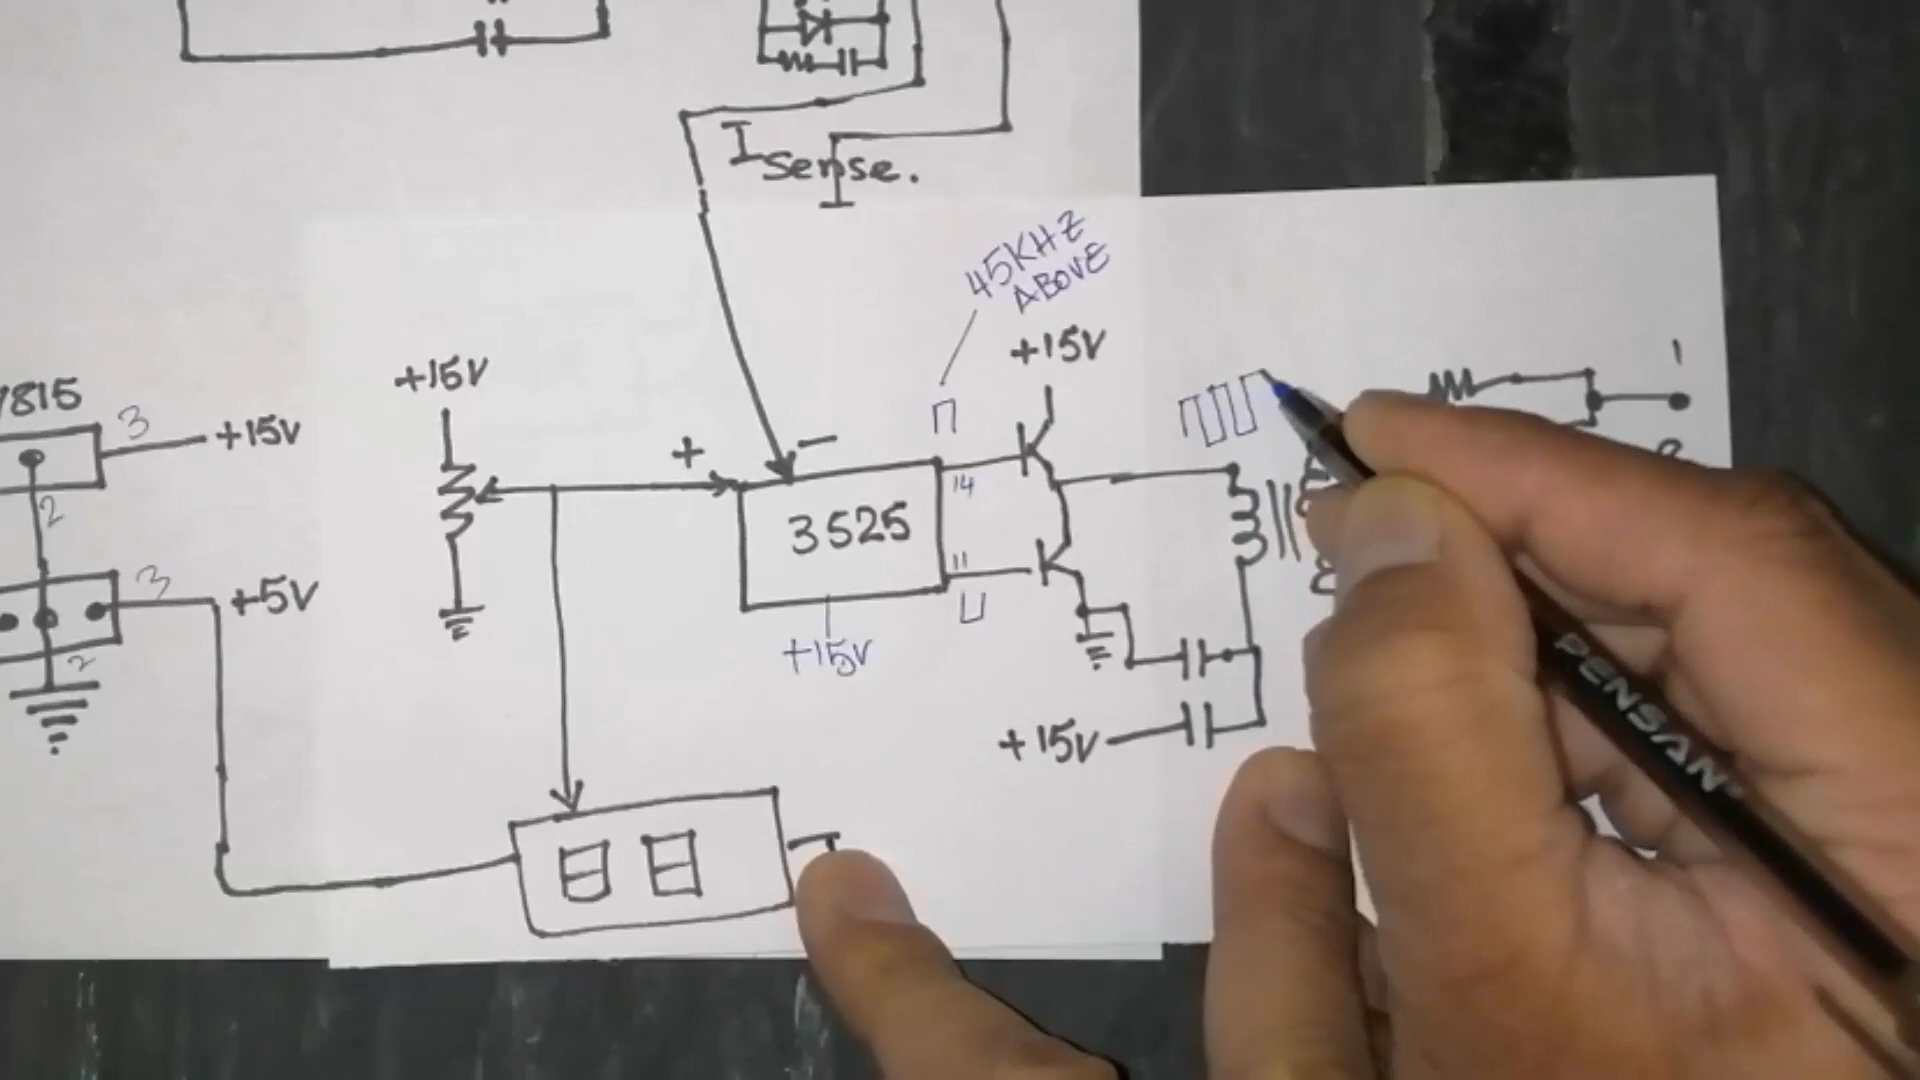 I Sense.
45KHZ
ABOVE
+15V
7815
3
+15V
+15V
+
-
14
3525
11
2
3
+5V
+15V
2
+15V
1
PENSAN